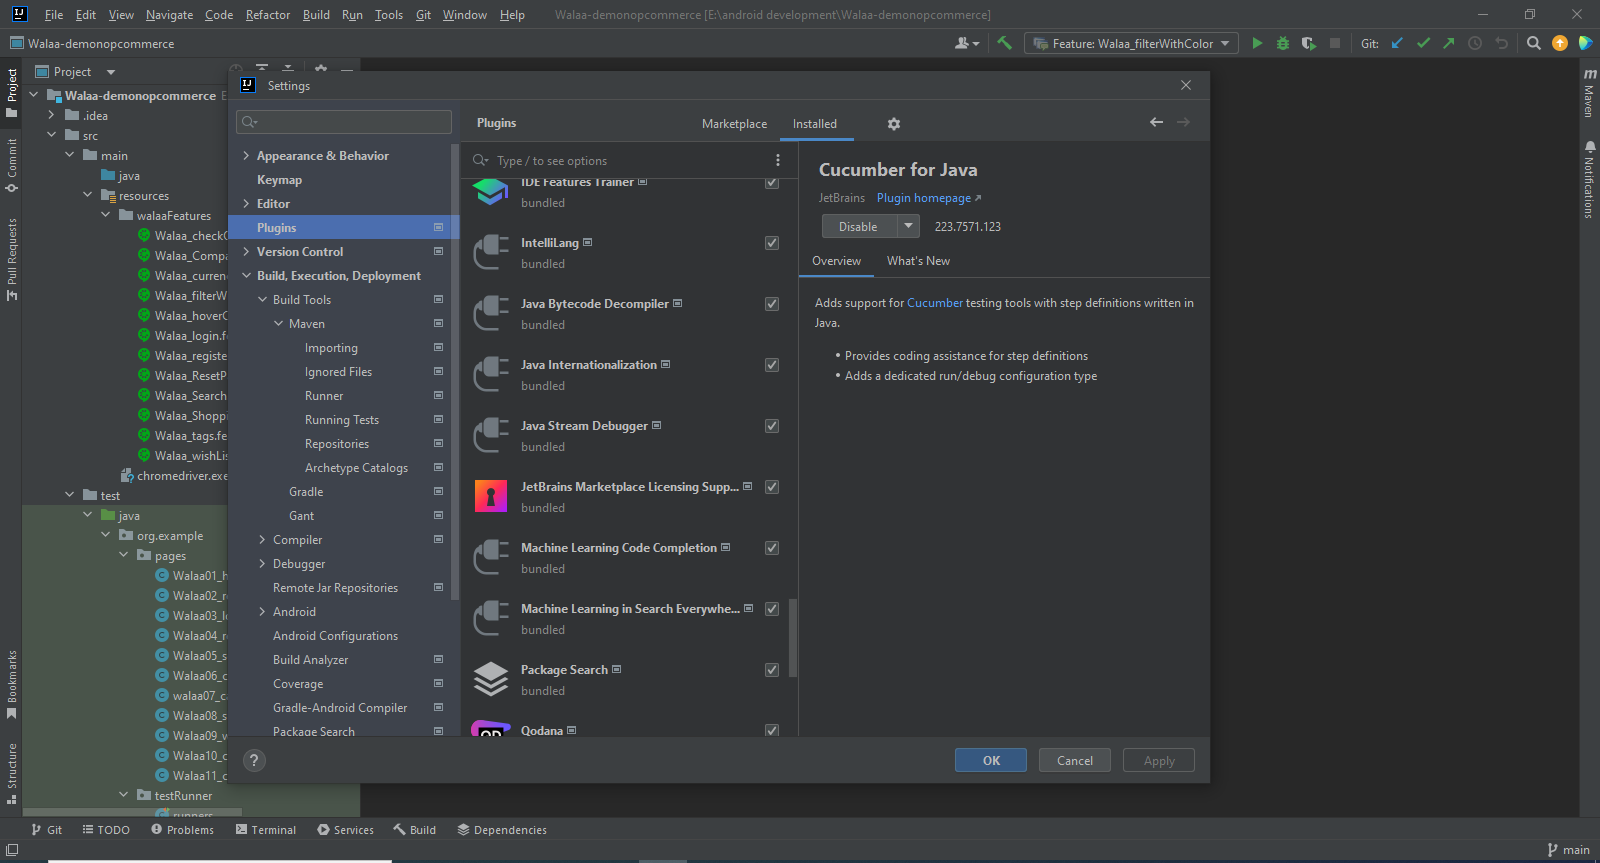 File Edit View Navigate Code Refactor Build Run Tools Git Window Help Walaa-demonopcommerce [E:\android development\Walaa-demonopcommerce]
Walaa-demonopcommerce Feature: Walaa_filterWithColor Git:
Project
Walaa-demonopcommerce
.idea
src
main
java
resources
walaaFeatures
Walaa_check
Walaa_Compa
Walaa_curren
Walaa_filterW
Walaa_hover
Walaa_login.f
Walaa_registe
Walaa_ResetP
Walaa_Search
Walaa_Shopp
Walaa_tags.fe
Walaa_wishLis
chromedriver.exe
test
java
org.example
pages
Walaa01_h
Walaa02_r
Walaa03_l
Walaa04_r
Walaa05_s
Walaa06_c
walaa07_c
Walaa08_s
Walaa09_w
Walaa10_c
Walaa11_c
testRunner
runners
Project
Commit
Pull Requests
Bookmarks
Structure
Settings
Appearance & Behavior
Keymap
Editor
Plugins
Version Control
Build, Execution, Deployment
Build Tools
Maven
Importing
Ignored Files
Runner
Running Tests
Repositories
Archetype Catalogs
Gradle
Gant
Compiler
Debugger
Remote Jar Repositories
Android
Android Configurations
Build Analyzer
Coverage
Gradle-Android Compiler
Package Search
Plugins Marketplace Installed
Type / to see options
IDE Features Trainer
bundled
IntelliLang
bundled
Java Bytecode Decompiler
bundled
Java Internationalization
bundled
Java Stream Debugger
bundled
JetBrains Marketplace Licensing Supp...
bundled
Machine Learning Code Completion
bundled
Machine Learning in Search Everywhe...
bundled
Package Search
bundled
Qodana
Cucumber for Java
JetBrains Plugin homepage
Disable 223.7571.123
Overview What's New
Adds support for Cucumber testing tools with step definitions written in
Java.
• Provides coding assistance for step definitions
• Adds a dedicated run/debug configuration type
? OK Cancel Apply
Maven
Notifications
Git TODO Problems Terminal Services Build Dependencies
main